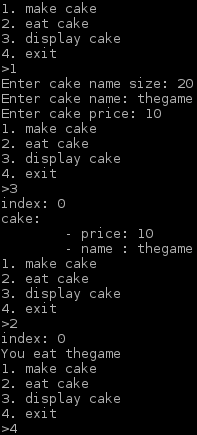 1. make cake
2. eat cake
3. display cake
4. exit
>1
Enter cake name size: 20
Enter cake name: thegame
Enter cake price: 10
1. make cake
2. eat cake
3. display cake
4. exit
>3
index: 0
cake:
        - price: 10
        - name : thegame
1. make cake
2. eat cake
3. display cake
4. exit
>2
index: 0
You eat thegame
1. make cake
2. eat cake
3. display cake
4. exit
>4